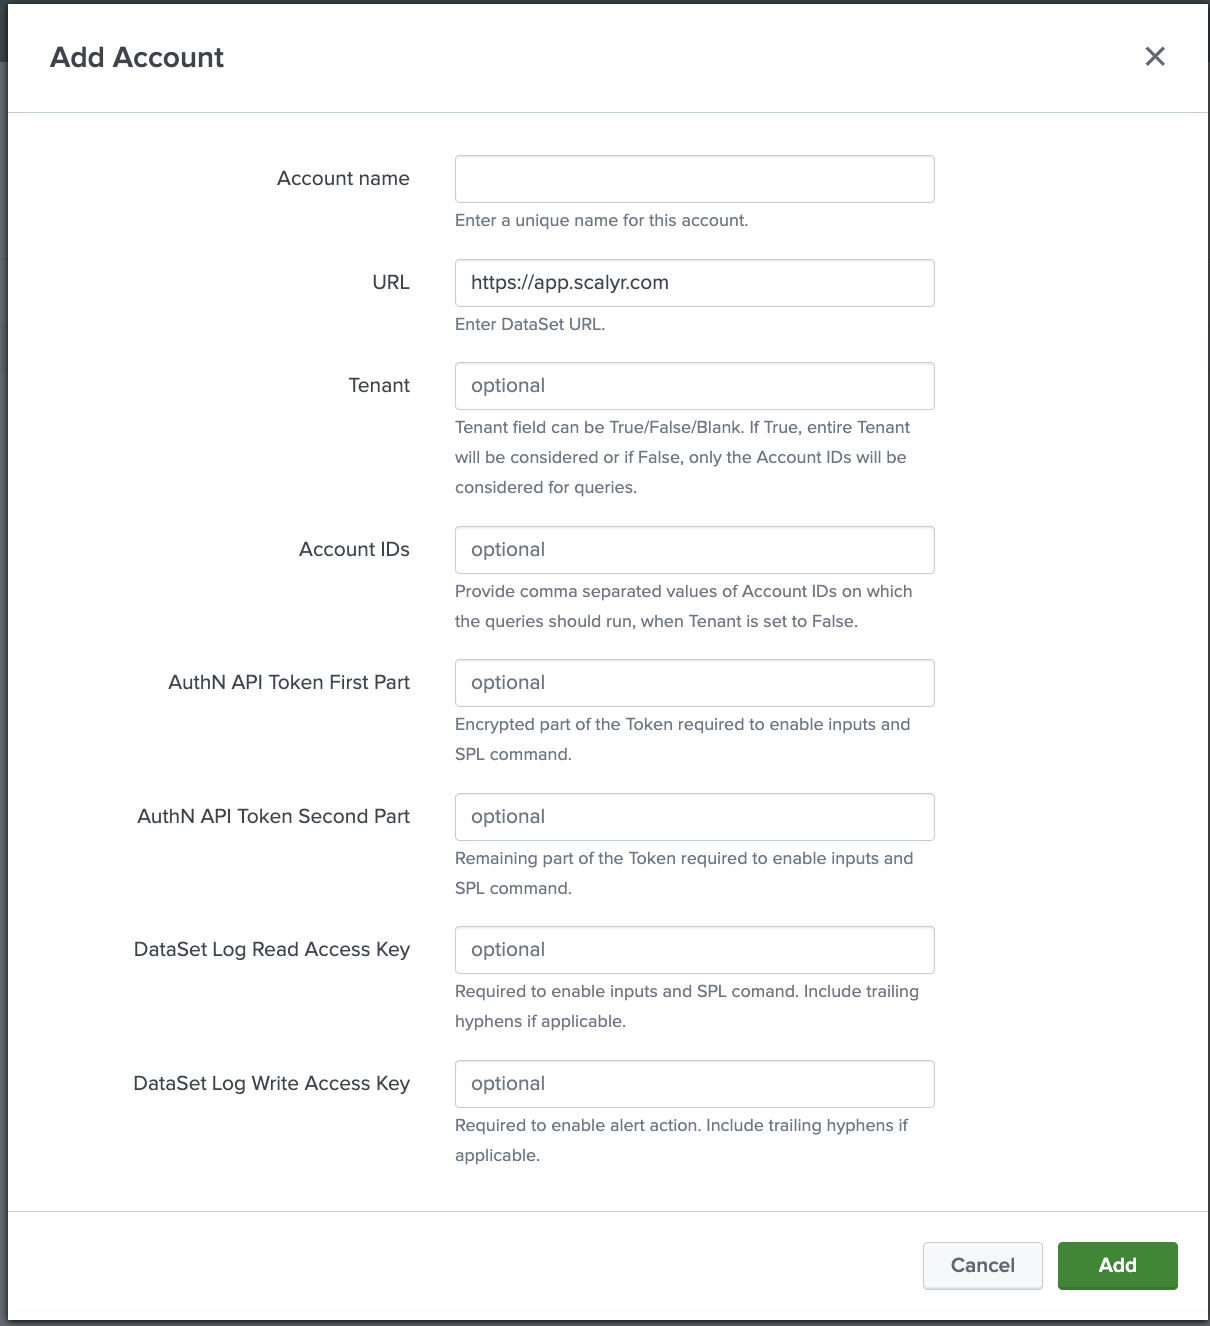 Add Account
Account name
Enter a unique name for this account.
URL
https://app.scalyr.com
Enter DataSet URL.
Tenant
optional
Tenant field can be True/False/Blank. If True, entire Tenant
will be considered or if False, only the Account IDs will be
considered for queries.
Account IDs
optional
Provide comma separated values of Account IDs on which
the queries should run, when Tenant is set to False.
AuthN API Token First Part
optional
Encrypted part of the Token required to enable inputs and
SPL command.
AuthN API Token Second Part
optional
Remaining part of the Token required to enable inputs and
SPL command.
DataSet Log Read Access Key
optional
Required to enable inputs and SPL comand. Include trailing
hyphens if applicable.
DataSet Log Write Access Key
optional
Required to enable alert action. Include trailing hyphens if
applicable.
Cancel
Add